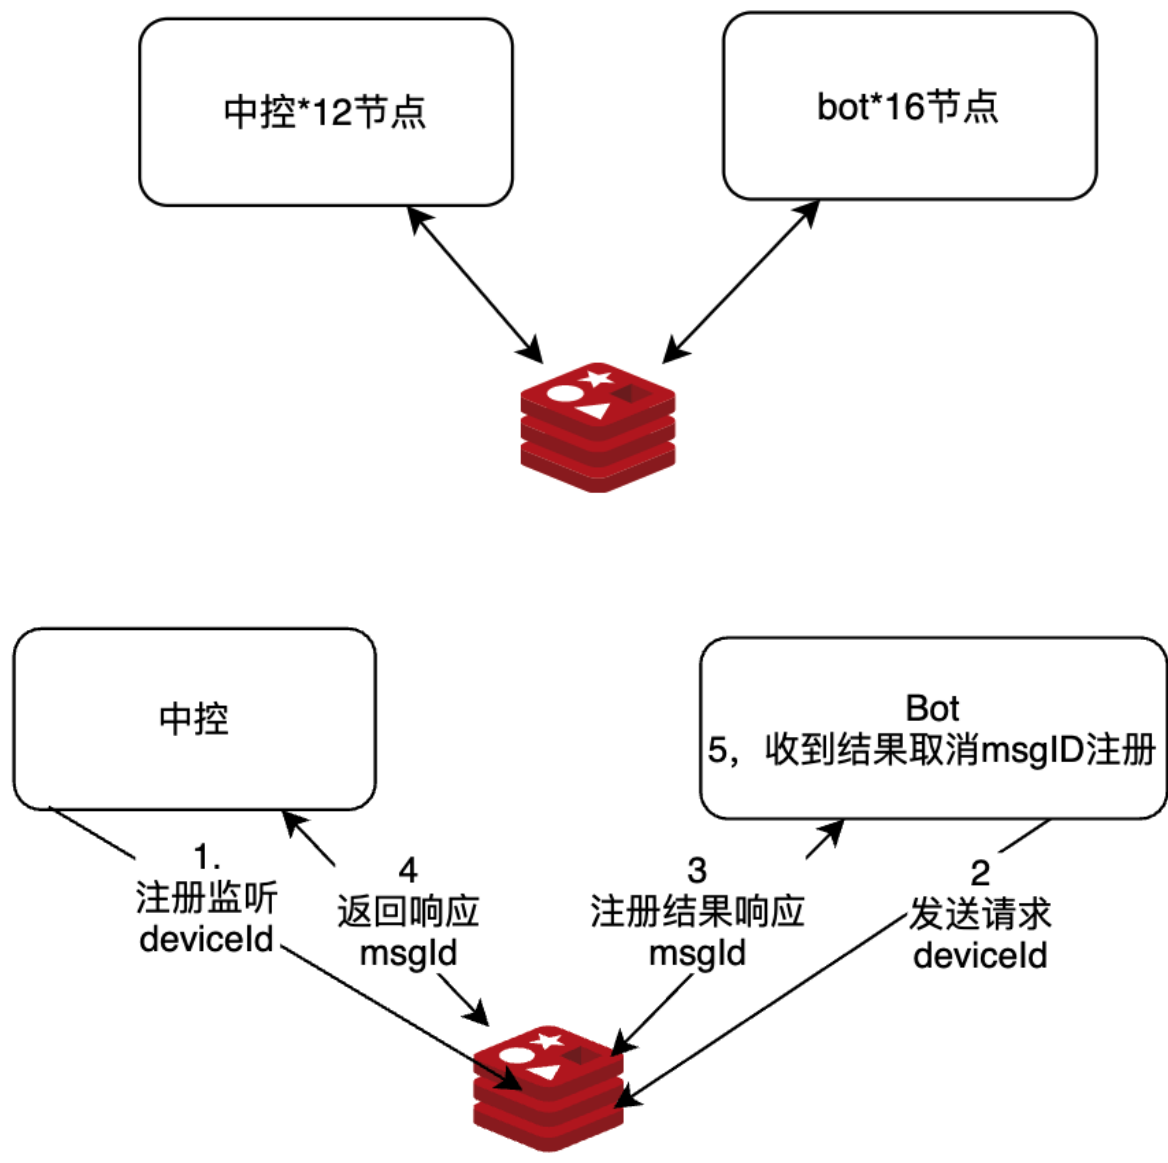 中控*12节点
bot*16节点
中控
Bot
5，收到结果取消msgID注册
1.
注册监听
deviceId
4
返回响应
msgId
3
注册结果响应
msgId
2
发送请求
deviceId